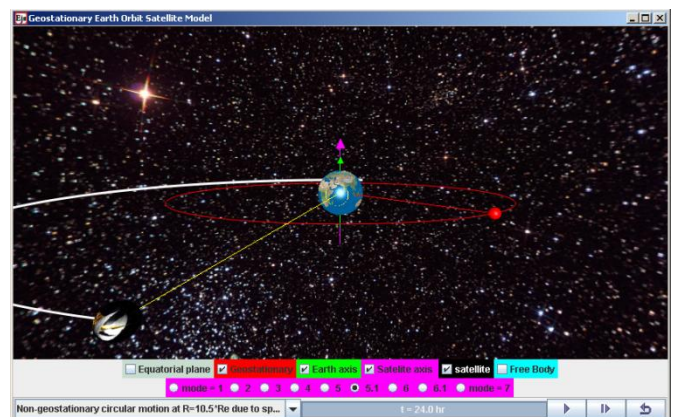 Geostationary Earth Orbit Satellite Model
Equatorial plane Geostationary Earth axis Satelite axis satellite Free Body
mode = 1 2 3 4 5 5.1 6 6.1 mode = 7
Non-geostationary circular motion at R=10.5*Re due to sp... t = 24.0 hr